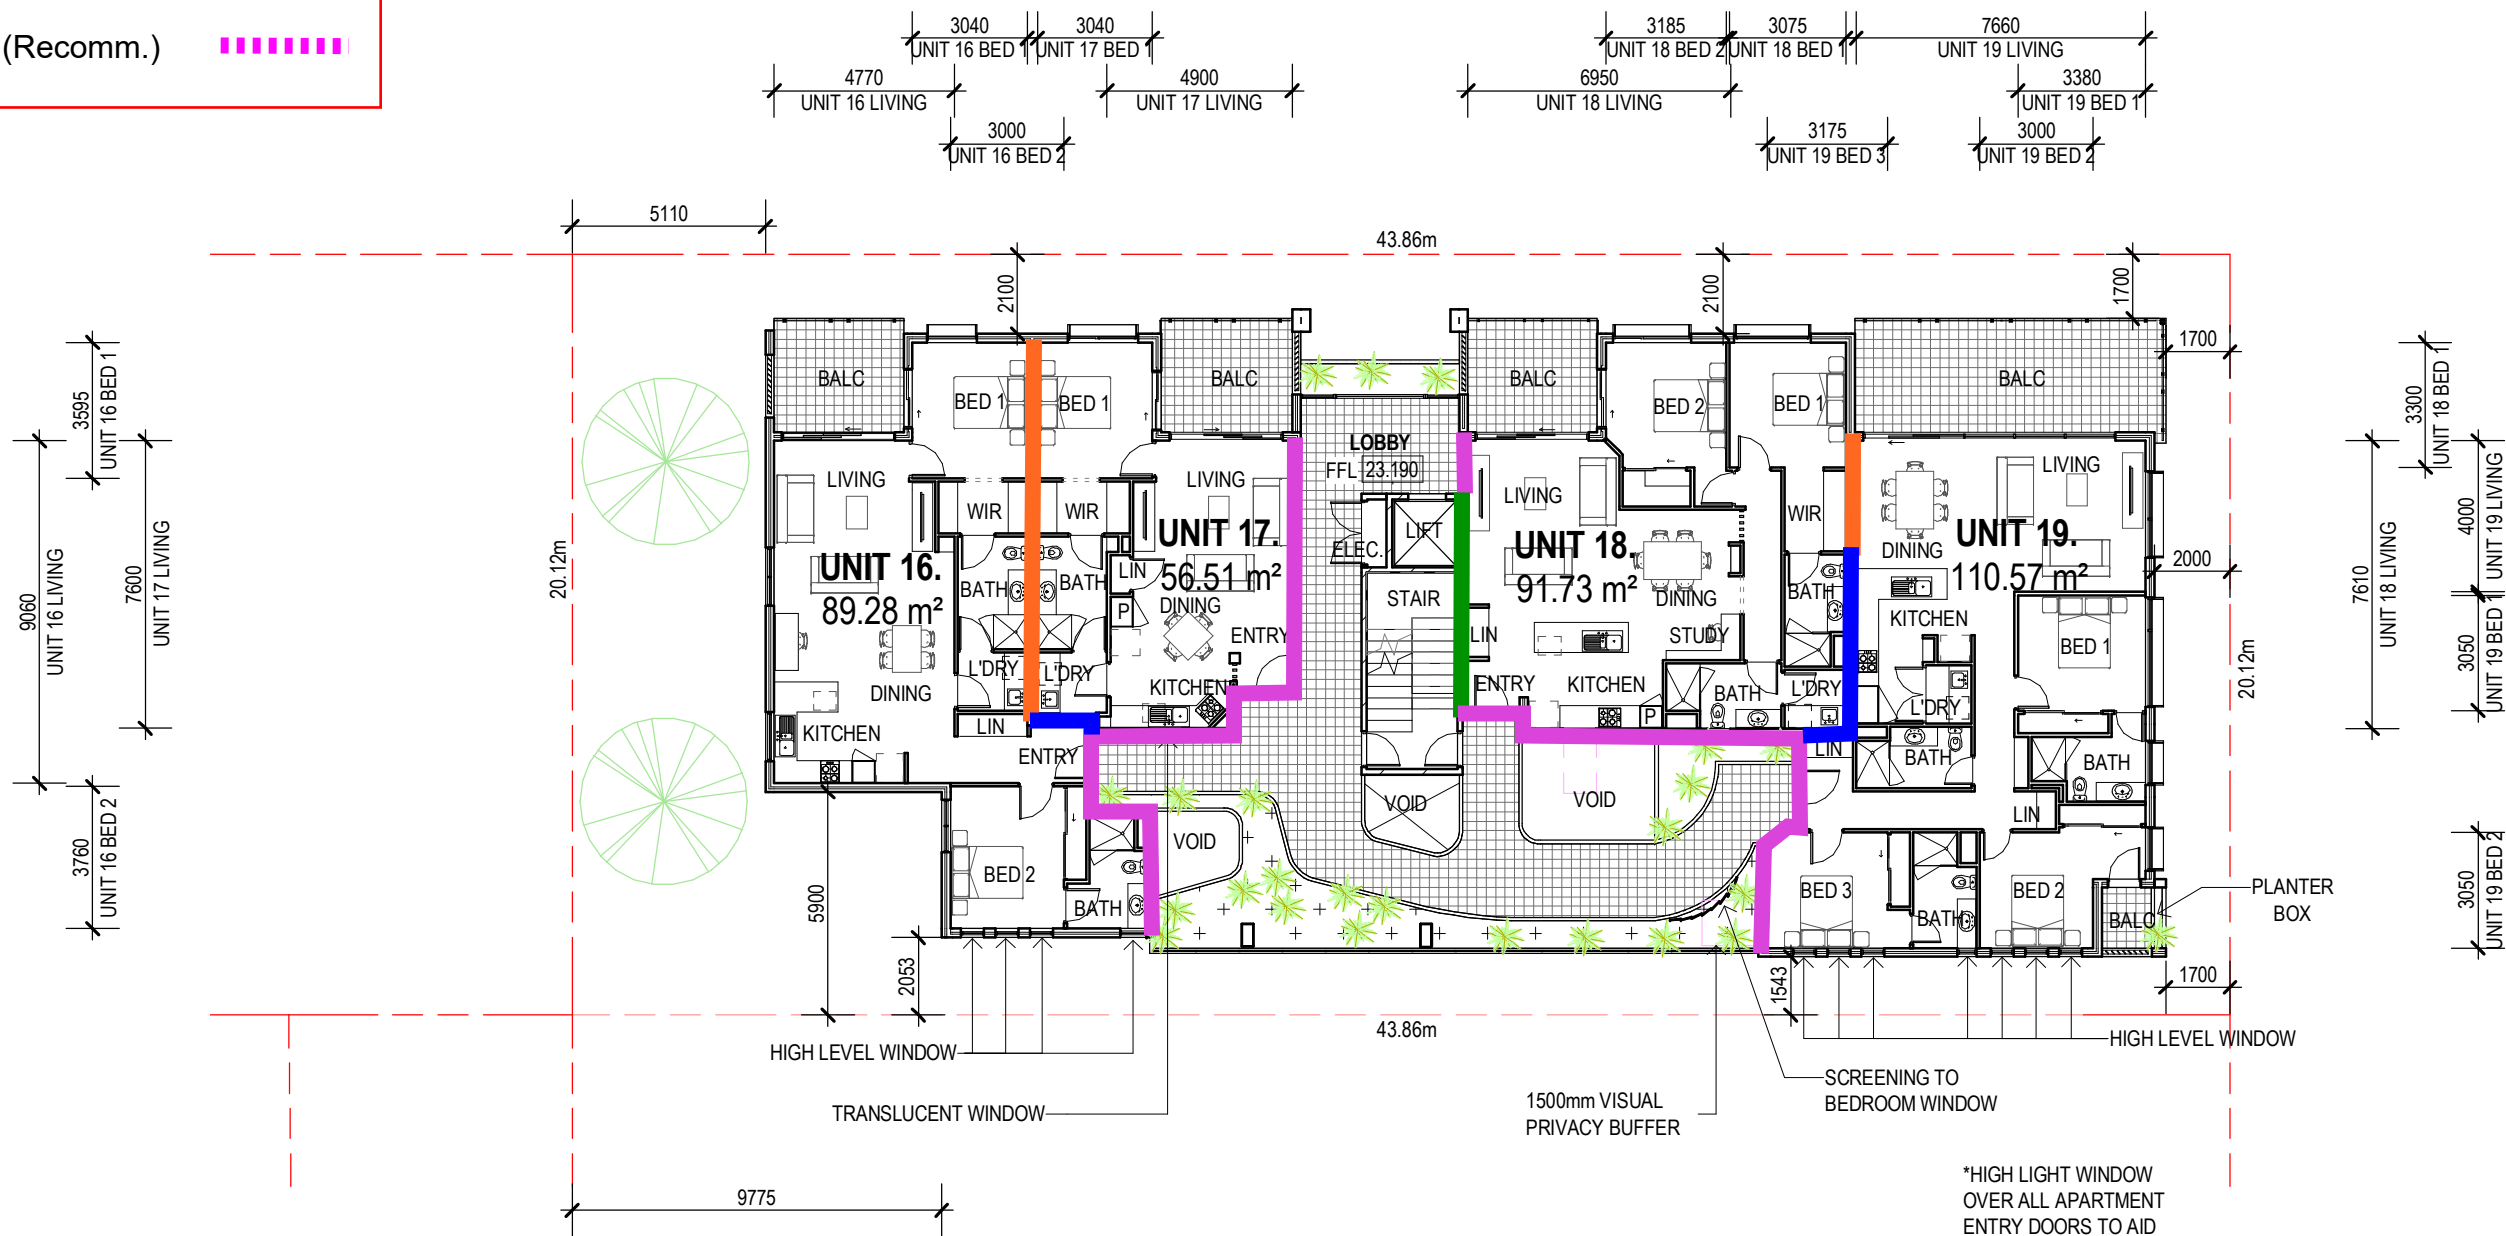 (Recomm.)
3040
UNIT 16 BED 1
3040
UNIT 17 BED 1
3185
UNIT 18 BED 2
3075
UNIT 18 BED 1
7660
UNIT 19 LIVING
4770
UNIT 16 LIVING
4900
UNIT 17 LIVING
6950
UNIT 18 LIVING
3380
UNIT 19 BED 1
3000
UNIT 16 BED 2
3175
UNIT 19 BED 3
3000
UNIT 19 BED 2
5110
43.86m
2100
2100
1700
1700
3595
UNIT 16 BED 1
9060
UNIT 16 LIVING
7600
UNIT 17 LIVING
3760
UNIT 16 BED 2
20.12m
BALC
BED 1
BED 1
BALC
BALC
BED 2
BED 1
BALC
LOBBY
FFL 23.190
LIVING
WIR
WIR
LIVING
UNIT 17.
56.51 m²
LIN
P
DINING
ENTRY
KITCHEN
UNIT 16.
89.28 m²
BATH
BATH
L'DRY
L'DRY
DINING
KITCHEN
LIN
ENTRY
BED 2
BATH
VOID
ELEC.
LIFT
STAIR
VOID
LIVING
UNIT 18.
91.73 m²
DINING
STUDY
LIN
ENTRY
KITCHEN
P
BATH
L'DRY
WIR
BATH
VOID
LIVING
DINING
UNIT 19.
110.57 m²
KITCHEN
BED 1
L'DRY
LIN
BATH
BATH
LIN
BED 3
BATH
BED 2
BALC
3300
UNIT 18 BED 1
4000
UNIT 19 LIVING
7610
UNIT 18 LIVING
2000
3050
UNIT 19 BED 1
20.12m
3050
UNIT 19 BED 2
PLANTER
BOX
1700
5900
2053
1543
43.86m
HIGH LEVEL WINDOW
HIGH LEVEL WINDOW
TRANSLUCENT WINDOW
1500mm VISUAL
PRIVACY BUFFER
SCREENING TO
BEDROOM WINDOW
9775
*HIGH LIGHT WINDOW
OVER ALL APARTMENT
ENTRY DOORS TO AID